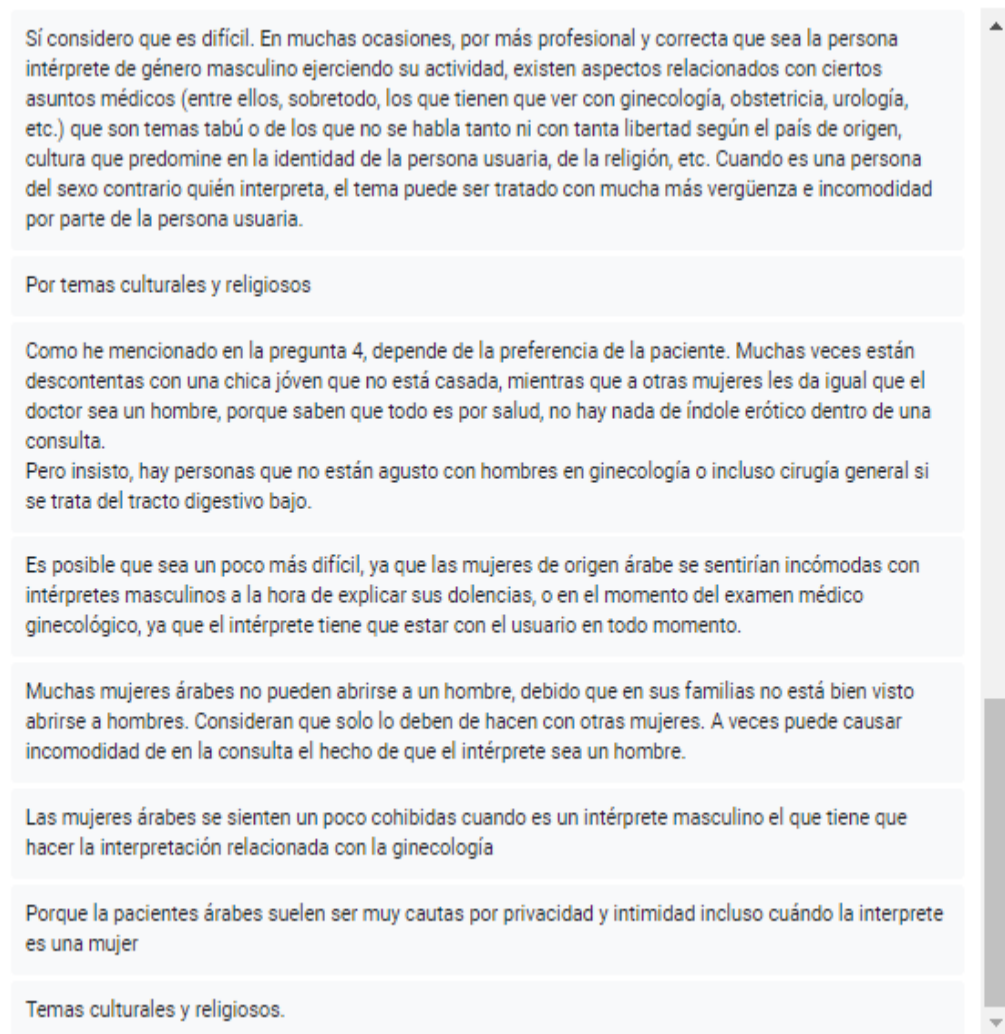 Sí considero que es difícil. En muchas ocasiones, por más profesional y correcta que sea la persona
intérprete de género masculino ejerciendo su actividad, existen aspectos relacionados con ciertos
asuntos médicos (entre ellos, sobretodo, los que tienen que ver con ginecología, obstetricia, urología,
etc.) que son temas tabú o de los que no se habla tanto ni con tanta libertad según el país de origen,
cultura que predomine en la identidad de la persona usuaria, de la religión, etc. Cuando es una persona
del sexo contrario quién interpreta, el tema puede ser tratado con mucha más vergüenza e incomodidad
por parte de la persona usuaria.
Por temas culturales y religiosos
Como he mencionado en la pregunta 4, depende de la preferencia de la paciente. Muchas veces están
descontentas con una chica jóven que no está casada, mientras que a otras mujeres les da igual que el
doctor sea un hombre, porque saben que todo es por salud, no hay nada de índole erótico dentro de una
consulta.
Pero insisto, hay personas que no están agusto con hombres en ginecología o incluso cirugía general si
se trata del tracto digestivo bajo.
Es posible que sea un poco más difícil, ya que las mujeres de origen árabe se sentirían incómodas con
intérpretes masculinos a la hora de explicar sus dolencias, o en el momento del examen médico
ginecológico, ya que el intérprete tiene que estar con el usuario en todo momento.
Muchas mujeres árabes no pueden abrirse a un hombre, debido que en sus familias no está bien visto
abrirse a hombres. Consideran que solo lo deben de hacen con otras mujeres. A veces puede causar
incomodidad de en la consulta el hecho de que el intérprete sea un hombre.
Las mujeres árabes se sienten un poco cohibidas cuando es un intérprete masculino el que tiene que
hacer la interpretación relacionada con la ginecología
Porque la pacientes árabes suelen ser muy cautas por privacidad y intimidad incluso cuándo la interprete
es una mujer
Temas culturales y religiosos.